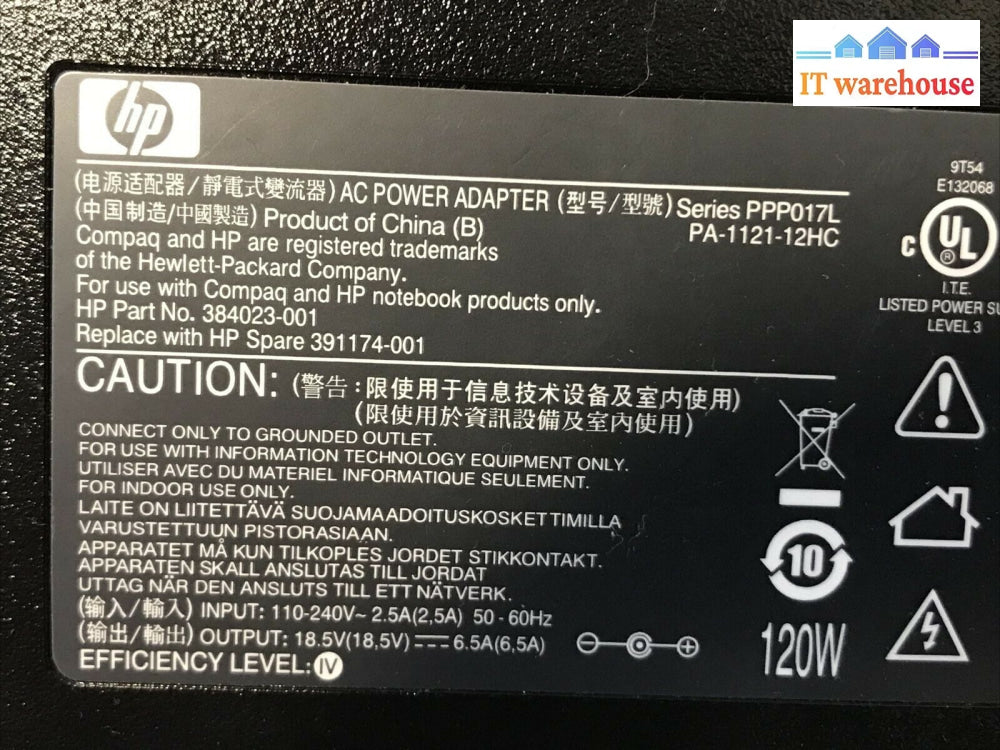 IT warehouse
hp
(电源适配器/靜電式變流器) AC POWER ADAPTER (型号/型號) Series PPP017L
(中国制造/中國製造) Product of China (B)
PA-1121-12HC
Compaq and HP are registered trademarks
of the Hewlett-Packard Company.
For use with Compaq and HP notebook products only.
HP Part No. 384023-001
Replace with HP Spare 391174-001
CAUTION: (警告:限使用于信息技术设备及室内使用)
(限使用於資訊設備及室內使用)
CONNECT ONLY TO GROUNDED OUTLET.
FOR USE WITH INFORMATION TECHNOLOGY EQUIPMENT ONLY.
UTILISER AVEC DU MATERIEL INFORMATIQUE SEULEMENT.
FOR INDOOR USE ONLY.
LAITE ON LIITETTÄVÄ SUOJAMAADOITUSKOSKETTIMILLA
VARUSTETTUUN PISTORASIAAN.
APPARATET MÅ KUN TILKOPLES JORDET STIKKONTAKT.
APPARATEN SKALL ANSLUTAS TILL JORDAT
UTTAG NÄR DEN ANSLUTS TILL ETT NÄTVERK.
(输入/輸入) INPUT: 110-240V~ 2.5A(2,5A) 50-60Hz
(输出/輸出) OUTPUT: 18.5V(18,5V) 6.5A(6,5A)
EFFICIENCY LEVEL: IV
9T54
E132068
C UL ®
I.T.E.
LISTED POWER SU
LEVEL 3
10
120W